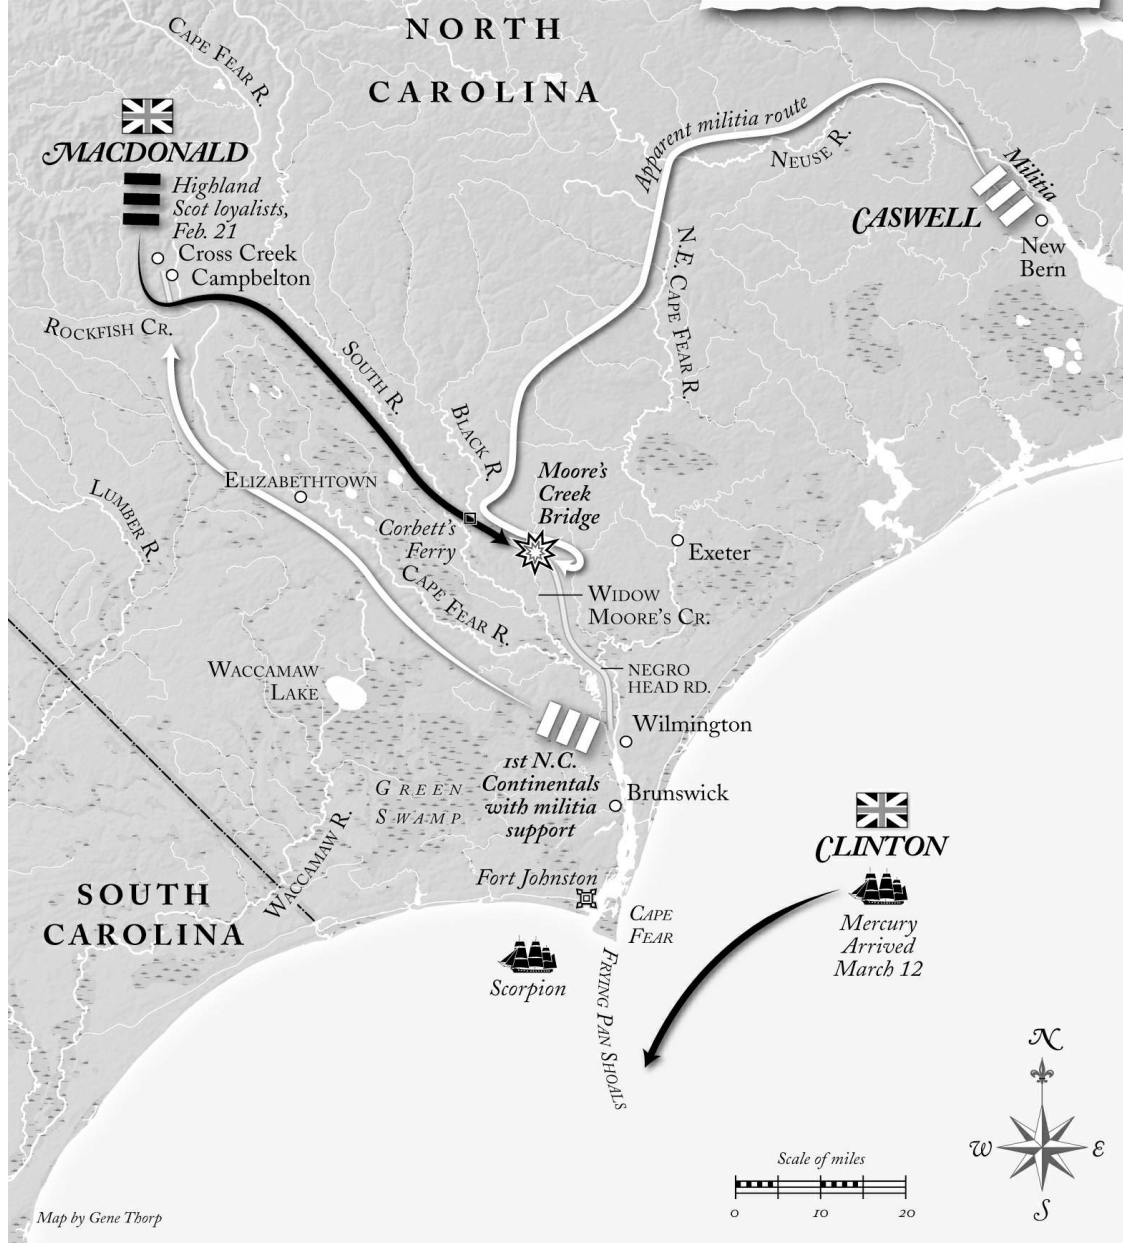 NORTH
CAROLINA
CAPE FEAR R.
MACDONALD
Highland
Scot loyalists,
Feb. 21
Cross Creek
Campbelton
ROCKFISH CR.
Apparent militia route
NEUSE R.
Militia
CASWELL
New
Bern
N.E. CAPE FEAR R.
SOUTH R.
BLACK R.
Moore's
Creek
Bridge
ELIZABETHTOWN
LUMBER R.
Corbett's
Ferry
Exeter
CAPE FEAR R.
WIDOW
MOORE'S CR.
WACCAMAW
LAKE
NEGRO
HEAD RD.
Wilmington
1st N.C.
Continentals
with militia
support
GREEN
SWAMP
Brunswick
WACCAMAW R.
CLINTON
Mercury
Arrived
March 12
SOUTH
CAROLINA
Fort Johnston
CAPE
FEAR
Scorpion
FRYING PAN SHOALS
N
W
E
S
Scale of miles
0 10 20
Map by Gene Thorp